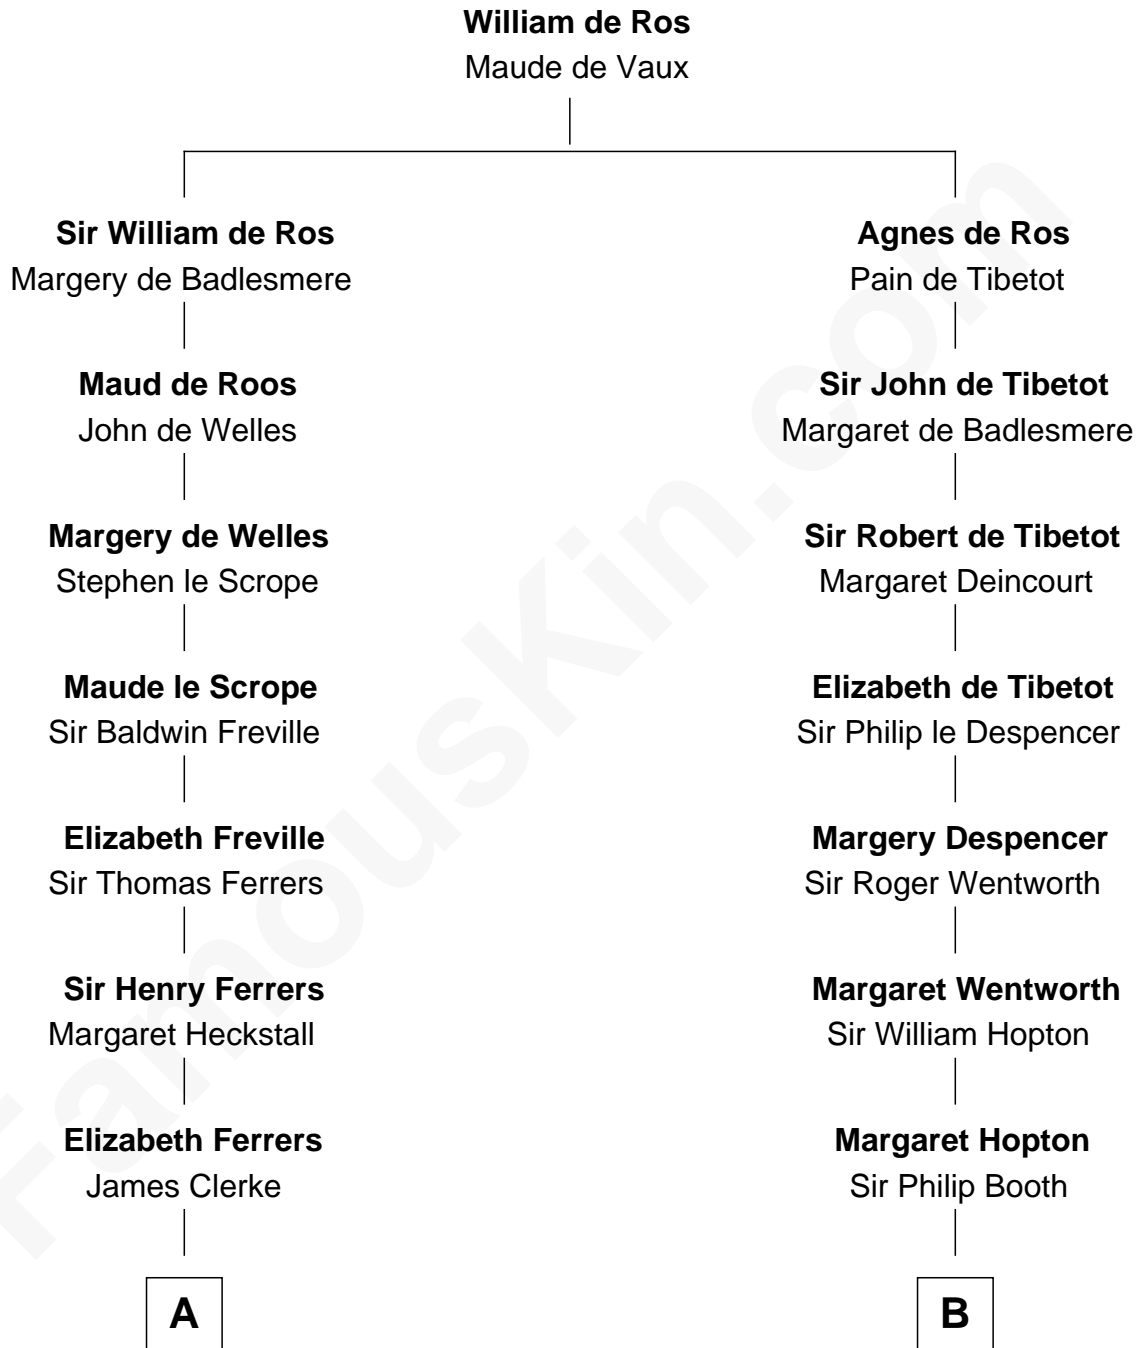 William de Ros
Maude de Vaux
Sir William de Ros
Margery de Badlesmere
Agnes de Ros
Pain de Tibetot
Maud de Roos
John de Welles
Sir John de Tibetot
Margaret de Badlesmere
Margery de Welles
Stephen le Scrope
Sir Robert de Tibetot
Margaret Deincourt
Maude le Scrope
Sir Baldwin Freville
Elizabeth de Tibetot
Sir Philip le Despencer
Elizabeth Freville
Sir Thomas Ferrers
Margery Despencer
Sir Roger Wentworth
Sir Henry Ferrers
Margaret Heckstall
Margaret Wentworth
Sir William Hopton
Elizabeth Ferrers
James Clerke
Margaret Hopton
Sir Philip Booth
A
B
FamousKin.com